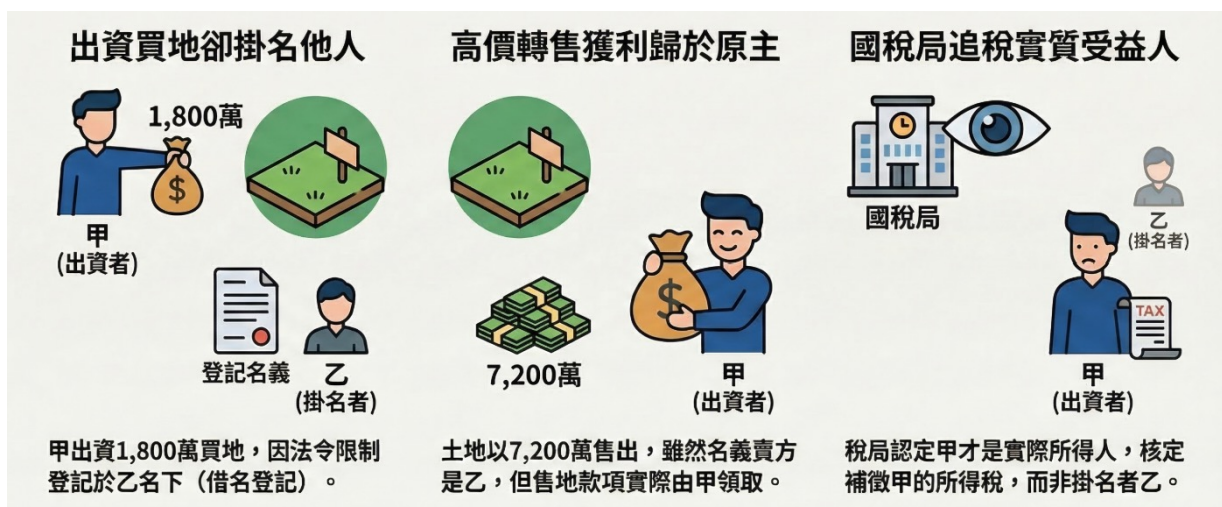 出資買地卻掛名他人
1,800萬
$
甲
(出資者)
登記名義
乙
(掛名者)
甲出資1,800萬買地，因法令限制
登記於乙名下（借名登記）。
高價轉售獲利歸於原主
$
7,200萬
甲
(出資者)
土地以7,200萬售出，雖然名義賣方
是乙，但售地款項實際由甲領取。
國稅局追稅實質受益人
國稅局
乙
(掛名者)
TAX
甲
(出資者)
稅局認定甲才是實際所得人，核定
補徵甲的所得稅，而非掛名者乙。